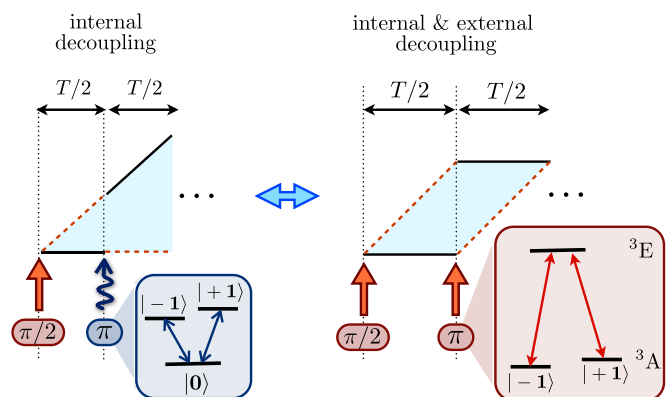 internal
decoupling
T/2 T/2
...
π/2 π
|−1⟩ |+1⟩
|0⟩
internal & external
decoupling
T/2 T/2
...
π/2 π
³E
³A
|−1⟩ |+1⟩